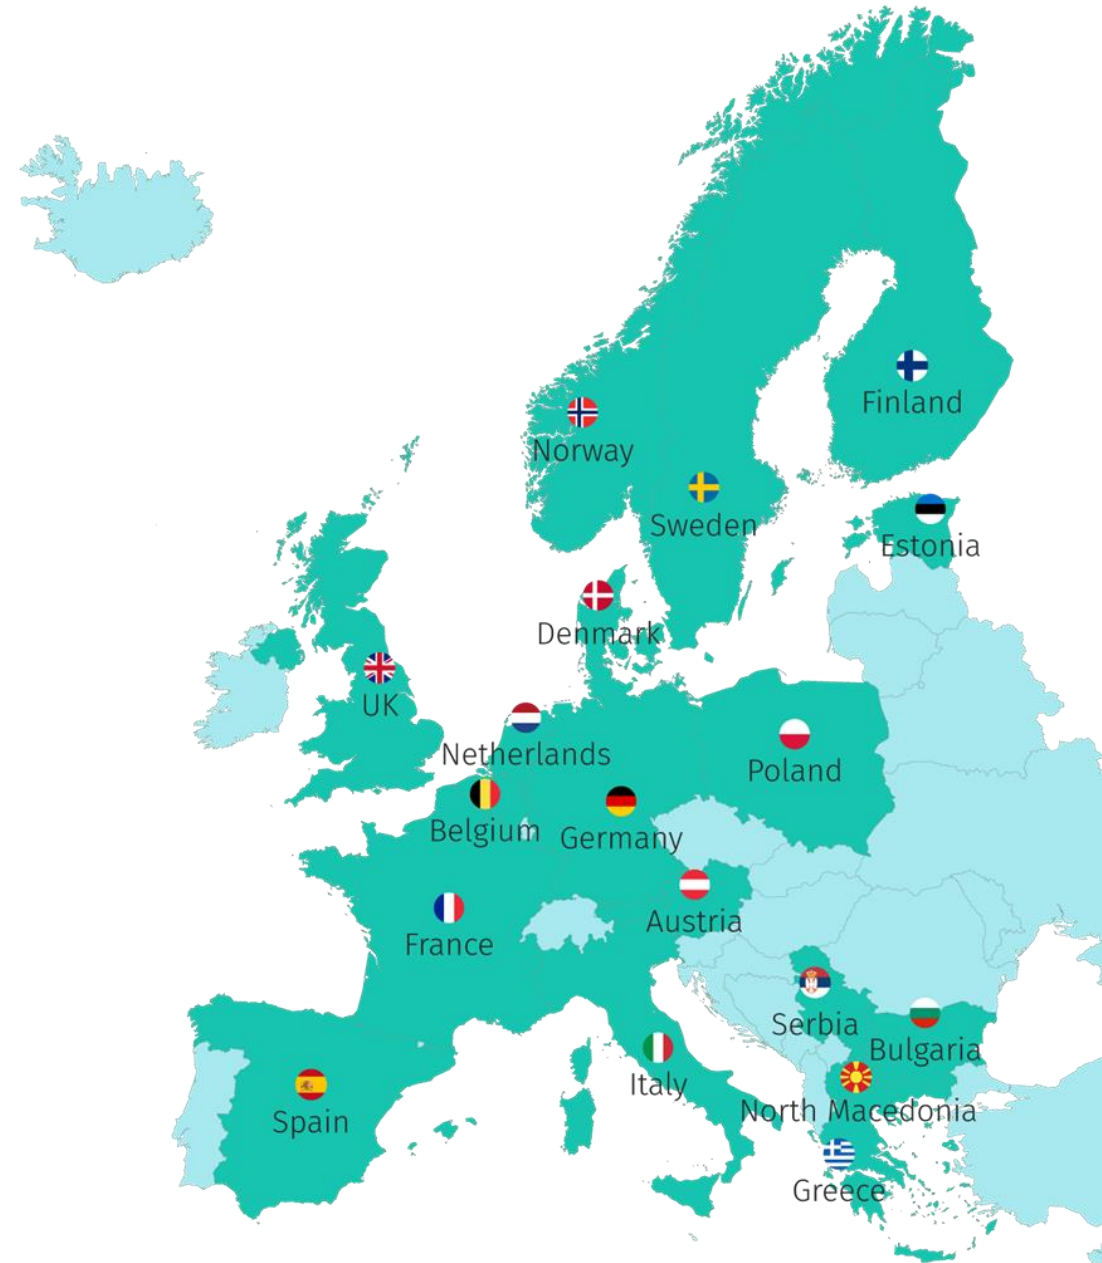 Finland
Norway
Sweden
Estonia
Denmark
UK
Netherlands
Poland
Belgium
Germany
Austria
France
Serbia
Bulgaria
Italy
North Macedonia
Spain
Greece